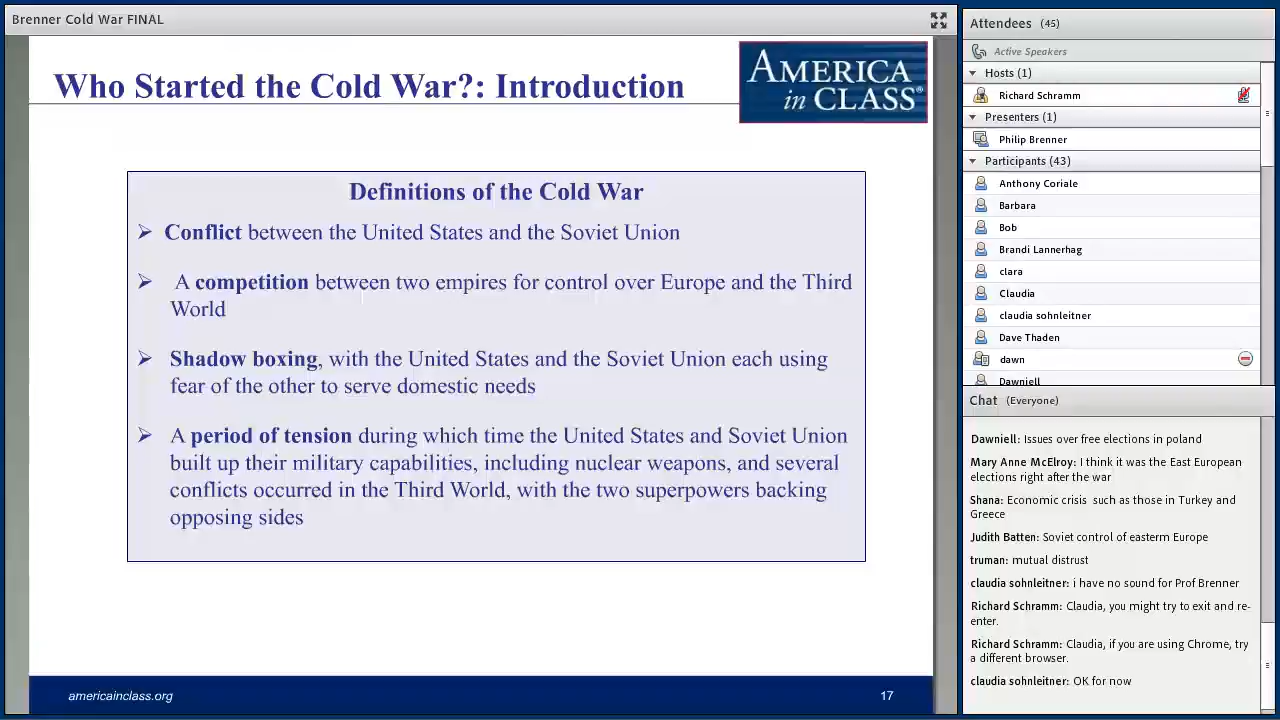 Brenner Cold War FINAL
Who Started the Cold War?: Introduction
AMERICA
in CLASS®
Definitions of the Cold War
➢ Conflict between the United States and the Soviet Union
➢ A competition between two empires for control over Europe and the Third
World
➢ Shadow boxing, with the United States and the Soviet Union each using
fear of the other to serve domestic needs
➢ A period of tension during which time the United States and Soviet Union
built up their military capabilities, including nuclear weapons, and several
conflicts occurred in the Third World, with the two superpowers backing
opposing sides
americainclass.org
17
Attendees (45)
Active Speakers
Hosts (1)
Richard Schramm
Presenters (1)
Philip Brenner
Participants (43)
Anthony Coriale
Barbara
Bob
Brandi Lannerhag
clara
Claudia
claudia sohnleitner
Dave Thaden
dawn
Dawniell
Chat (Everyone)
Dawniell: Issues over free elections in poland
Mary Anne McElroy: I think it was the East European
elections right after the war
Shana: Economic crisis such as those in Turkey and
Greece
Judith Batten: Soviet control of easterm Europe
truman: mutual distrust
claudia sohnleitner: i have no sound for Prof Brenner
Richard Schramm: Claudia, you might try to exit and re-
enter.
Richard Schramm: Claudia, if you are using Chrome, try
a different browser.
claudia sohnleitner: OK for now